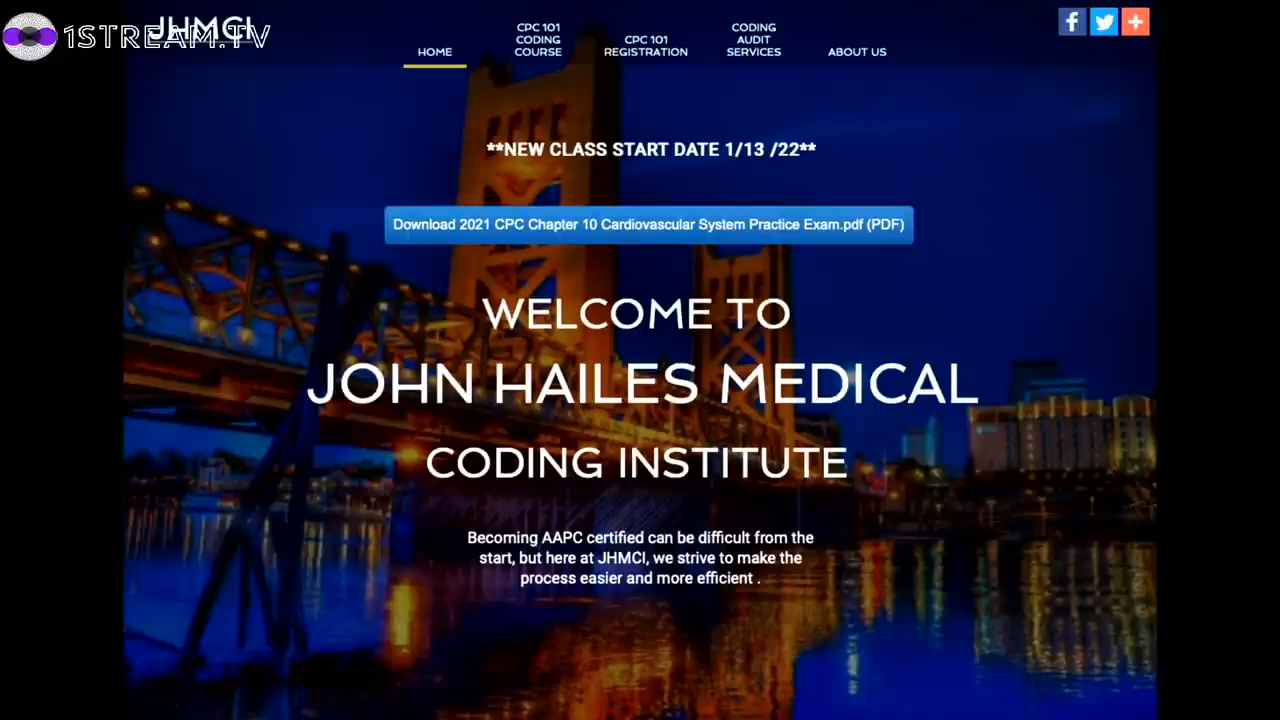 JHMCI
1STREAM.TV
HOME
CPC 101
CODING
COURSE
CPC 101
REGISTRATION
CODING
AUDIT
SERVICES
ABOUT US
**NEW CLASS START DATE 1/13 /22**
Download 2021 CPC Chapter 10 Cardiovascular System Practice Exam.pdf (PDF)
WELCOME TO
JOHN HAILES MEDICAL
CODING INSTITUTE
Becoming AAPC certified can be difficult from the
start, but here at JHMCI, we strive to make the
process easier and more efficient .